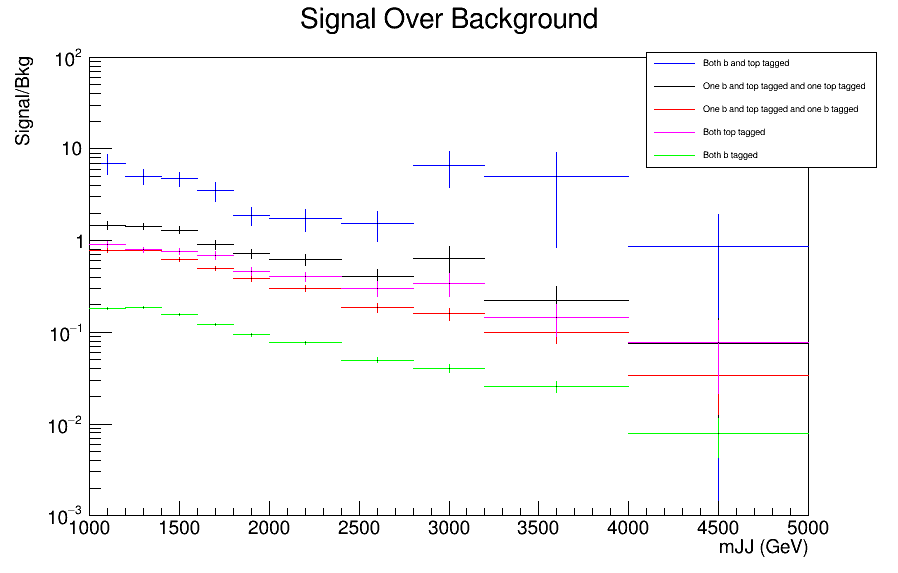 Signal Over Background
Signal/Bkg
10²
10
1
10⁻¹
10⁻²
10⁻³
Both b and top tagged
One b and top tagged and one top tagged
One b and top tagged and one b tagged
Both top tagged
Both b tagged
1000 1500 2000 2500 3000 3500 4000 4500 5000
mJJ (GeV)